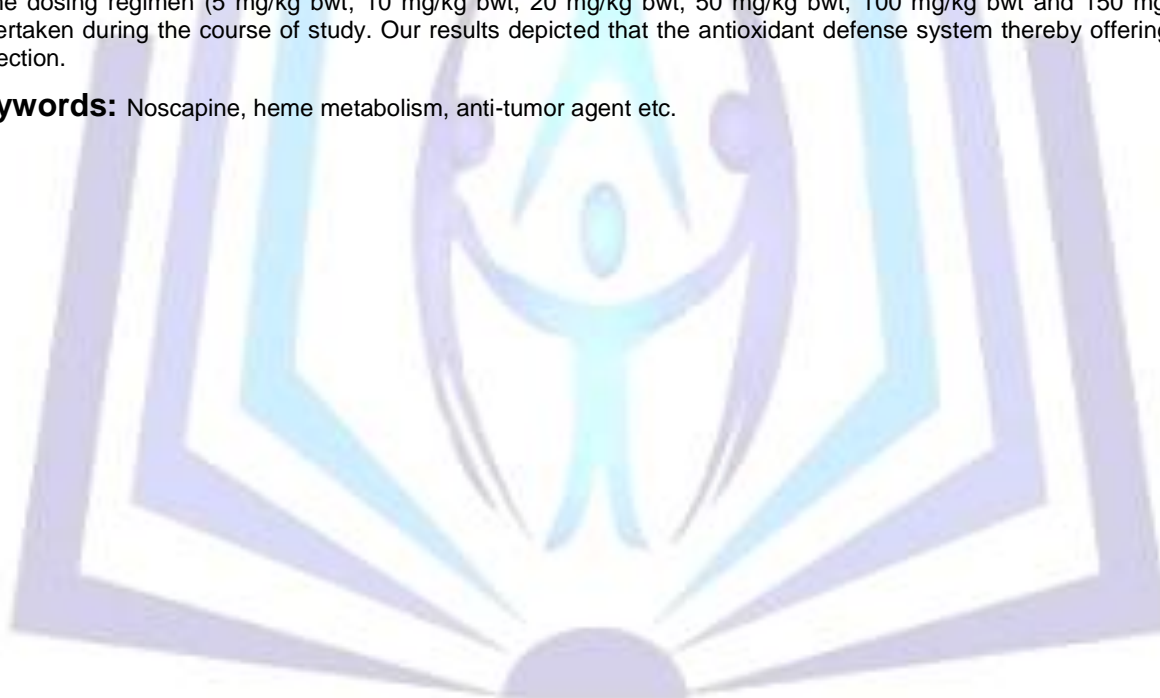 ne dosing regimen (5 mg/kg bwt, 10 mg/kg bwt, 20 mg/kg bwt, 50 mg/kg bwt, 100 mg/kg bwt and 150 mg
ertaken during the course of study. Our results depicted that the antioxidant defense system thereby offering
ection.
ywords: Noscapine, heme metabolism, anti-tumor agent etc.